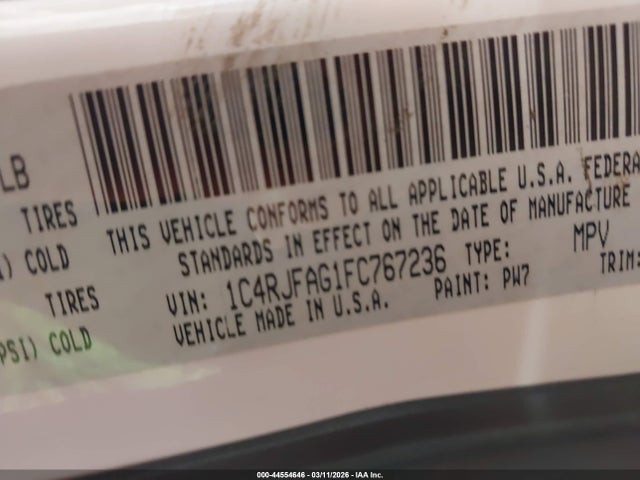 LB
TIRES
) COLD
TIRES
PSI) COLD
THIS VEHICLE CONFORMS TO ALL APPLICABLE U.S.A. FEDERA
STANDARDS IN EFFECT ON THE DATE OF MANUFACTURE
VIN: 1C4RJFAG1FC767236 TYPE: MPV
VEHICLE MADE IN U.S.A. PAINT: PW7 TRIM:
000-44554646 - 03/11/2026 - IAA Inc.